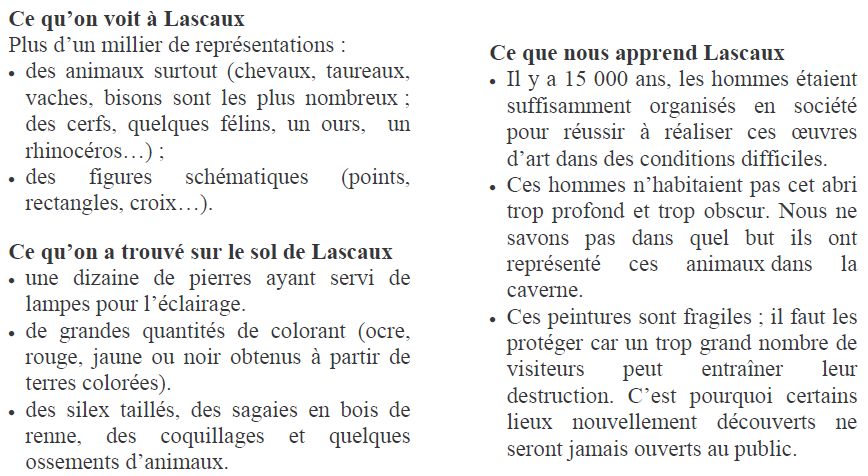 Ce qu’on voit à Lascaux
Plus d’un millier de représentations :
• des animaux surtout (chevaux, taureaux,
vaches, bisons sont les plus nombreux ;
des cerfs, quelques félins, un ours, un
rhinocéros…) ;
• des figures schématiques (points,
rectangles, croix…).
Ce qu’on a trouvé sur le sol de Lascaux
• une dizaine de pierres ayant servi de
lampes pour l’éclairage.
• de grandes quantités de colorant (ocre,
rouge, jaune ou noir obtenus à partir de
terres colorées).
• des silex taillés, des sagaies en bois de
renne, des coquillages et quelques
ossements d’animaux.
Ce que nous apprend Lascaux
• Il y a 15 000 ans, les hommes étaient
suffisamment organisés en société
pour réussir à réaliser ces œuvres
d’art dans des conditions difficiles.
• Ces hommes n’habitaient pas cet abri
trop profond et trop obscur. Nous ne
savons pas dans quel but ils ont
représenté ces animaux dans la
caverne.
• Ces peintures sont fragiles ; il faut les
protéger car un trop grand nombre de
visiteurs peut entraîner leur
destruction. C’est pourquoi certains
lieux nouvellement découverts ne
seront jamais ouverts au public.